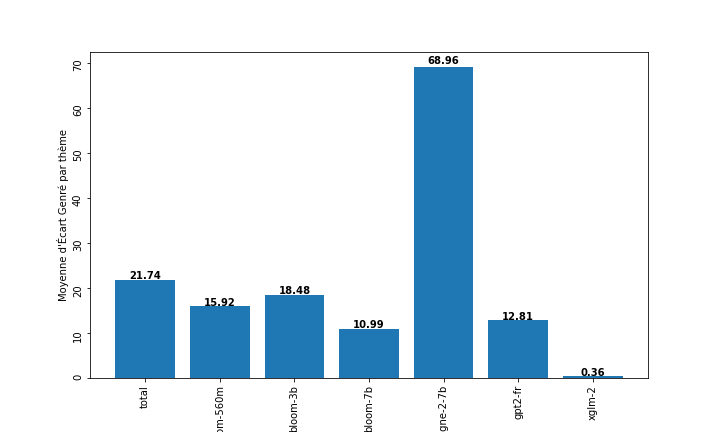 Moyenne d'Écart Genré par thème
70
60
50
40
30
20
10
0
21.74
15.92
18.48
10.99
68.96
12.81
0.36
total
om-560m
bloom-3b
bloom-7b
gne-2-7b
gpt2-fr
xglm-2